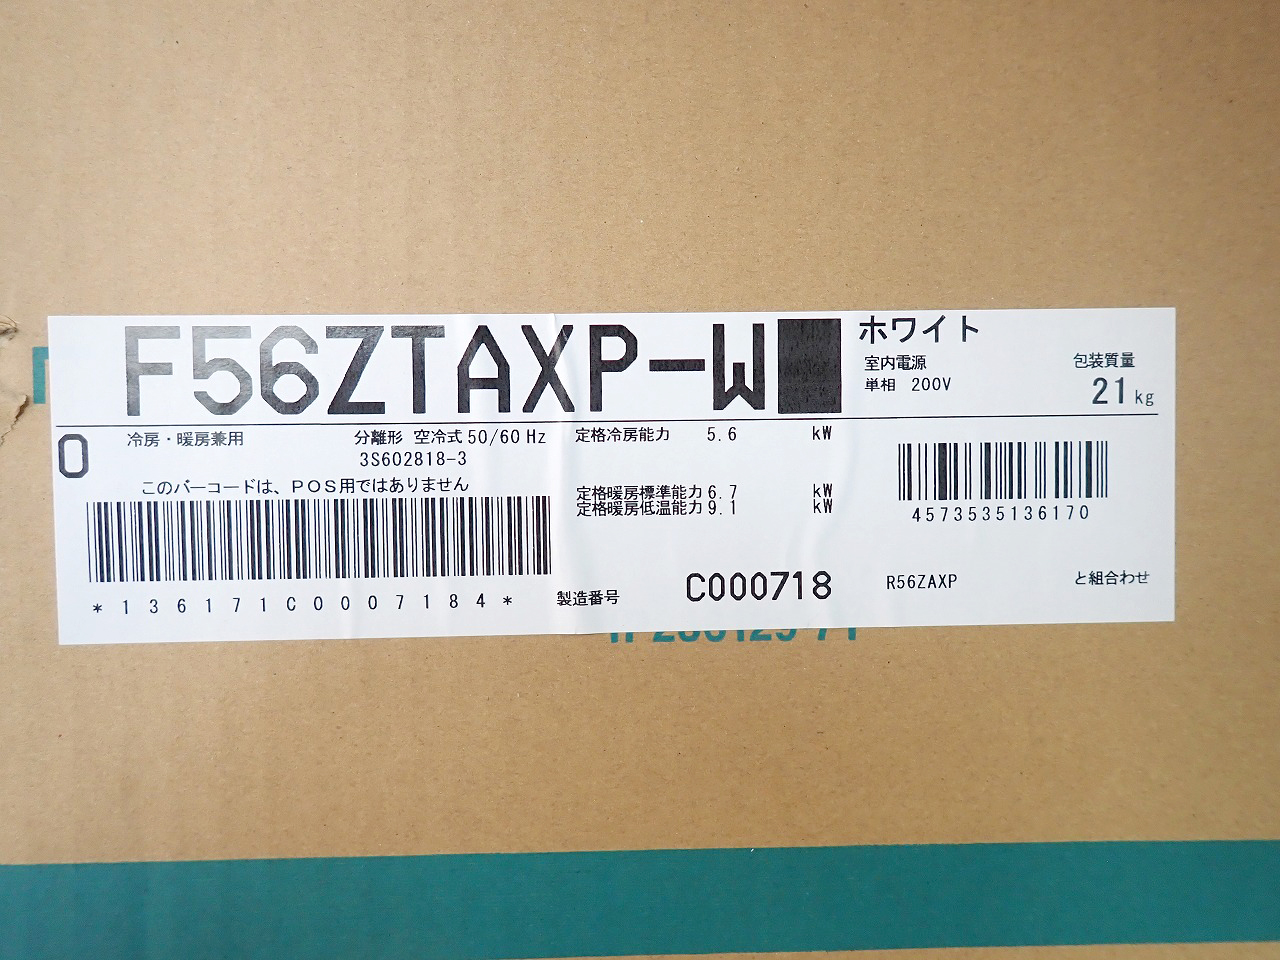 F56ZTAXP-W■
ホワイト
室内電源
単相 200V
包装質量
21kg
0
冷房・暖房兼用
分離形 空冷式 50/60 Hz
3S602818-3
定格冷房能力 5.6 kW
このバーコードは、POS用ではありません
定格暖房標準能力 6.7 kW
定格暖房低温能力 9.1 kW
4573535136170
*136171C0007184*
製造番号 C000718
R56ZAXP と組合わせ